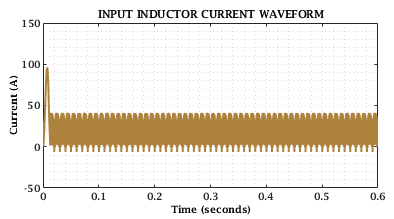 INPUT INDUCTOR CURRENT WAVEFORM
150
100
50
0
-50
Current (A)
0 0.1 0.2 0.3 0.4 0.5 0.6
Time (seconds)